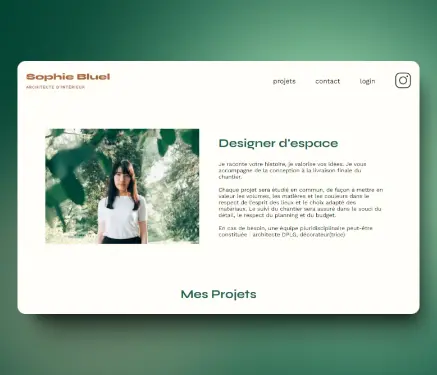 Sophie Bluel
ARCHITECTE D'INTÉRIEUR
projets
contact
login
Designer d'espace
Je raconte votre histoire, je valorise vos idées. Je vous
accompagne de la conception à la livraison finale du
chantier.
Chaque projet sera étudié en commun, de façon à mettre en
valeur les volumes, les matières et les couleurs dans le
respect de l'esprit des lieux et le choix adapté des
matériaux. Le suivi du chantier sera assuré dans le souci du
détail, le respect du planning et du budget.
En cas de besoin, une équipe pluridisciplinaire peut-être
constituée : architecte DPLG, décorateur(trice)
Mes Projets